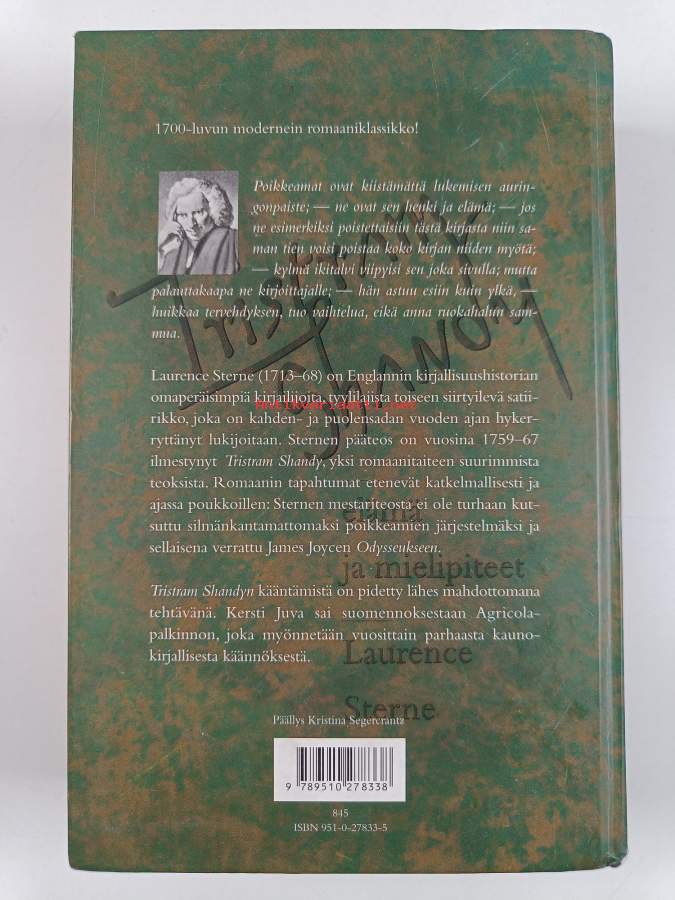 1700-luvun modernein romaaniklassikko!
Poikkeamat ovat kiistämättä lukemisen aurin-
gonpaiste; — ne ovat sen henki ja elämä; — jos
ne esimerkiksi poistettaisiin tästä kirjasta niin sa-
man tien voisi poistaa koko kirjan niiden myötä;
— kylmä ikitalvi viipyisi sen joka sivulla; mutta
palauttakaapa ne kirjoittajalle; — hän astuu esiin kuin ylkä, —
huikkaa tervehdyksen, tuo vaihtelua, eikä anna ruokahalun sam-
mua.
Tristram
Shandy
Laurence Sterne (1713–68) on Englannin kirjallisuushistorian
omaperäisimpiä kirjailijoita, tyylilajista toiseen siirtyilevä satii-
rikko, joka on kahden- ja puolensadan vuoden ajan hyker-
ryttänyt lukijoitaan. Sternen pääteos on vuosina 1759–67
ilmestynyt Tristram Shandy, yksi romaanitaiteen suurimmista
teoksista. Romaanin tapahtumat etenevät katkelmallisesti ja
ajassa poukkoillen: Sternen mestariteosta ei ole turhaan kut-
suttu silmänkantamattomaksi poikkeamien järjestelmäksi ja
sellaisena verrattu James Joycen Odysseukseen.
elämä
ja mielipiteet
Tristram Shandyn kääntämistä on pidetty lähes mahdottomana
tehtävänä. Kersti Juva sai suomennoksestaan Agricola-
palkinnon, joka myönnetään vuosittain parhaasta kauno-
kirjallisesta käännöksestä.
Laurence
Sterne
Päällys Kristina Segercrantz
9 789510 278338
845
ISBN 951-0-27833-5